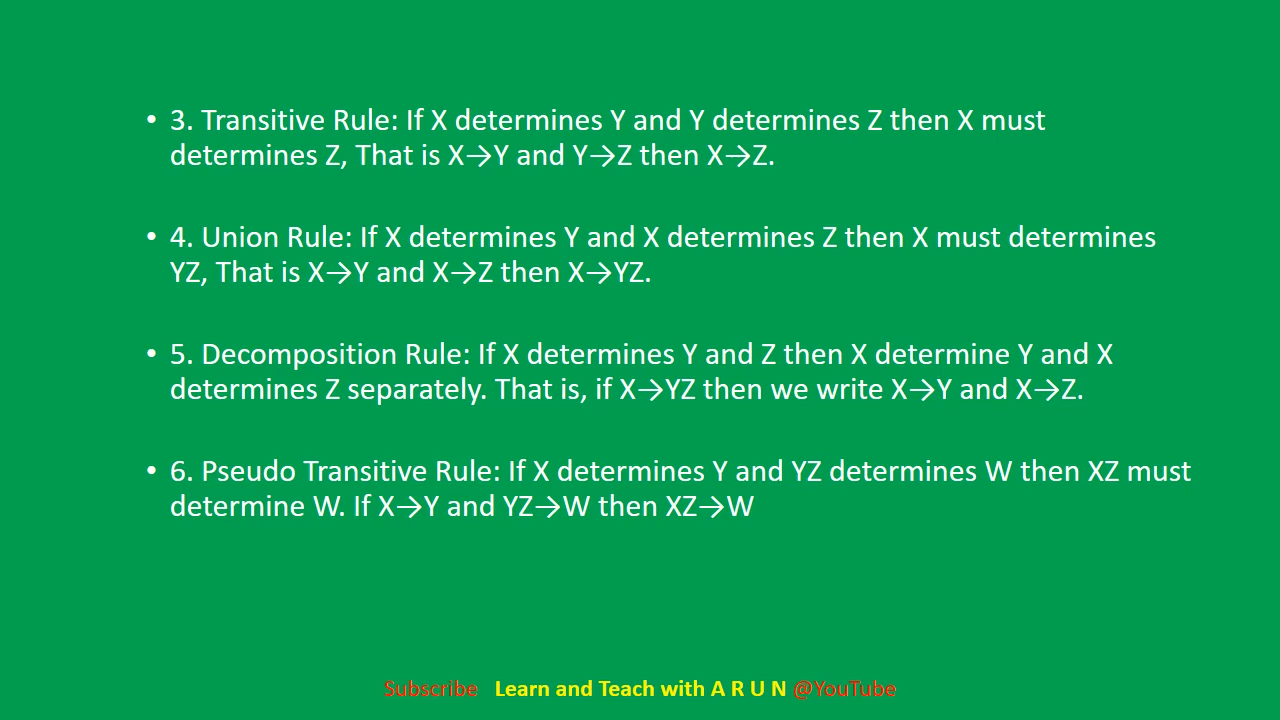 • 3. Transitive Rule: If X determines Y and Y determines Z then X must
determines Z, That is X→Y and Y→Z then X→Z.
• 4. Union Rule: If X determines Y and X determines Z then X must determines
YZ, That is X→Y and X→Z then X→YZ.
• 5. Decomposition Rule: If X determines Y and Z then X determine Y and X
determines Z separately. That is, if X→YZ then we write X→Y and X→Z.
• 6. Pseudo Transitive Rule: If X determines Y and YZ determines W then XZ must
determine W. If X→Y and YZ→W then XZ→W
Subscribe Learn and Teach with A R U N @YouTube